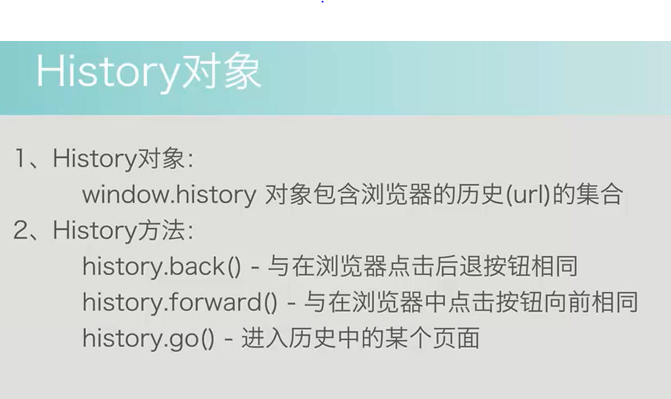 History对象
1、History对象:
window.history 对象包含浏览器的历史(url)的集合
2、History方法:
history.back() - 与在浏览器点击后退按钮相同
history.forward() - 与在浏览器中点击按钮向前相同
history.go() - 进入历史中的某个页面